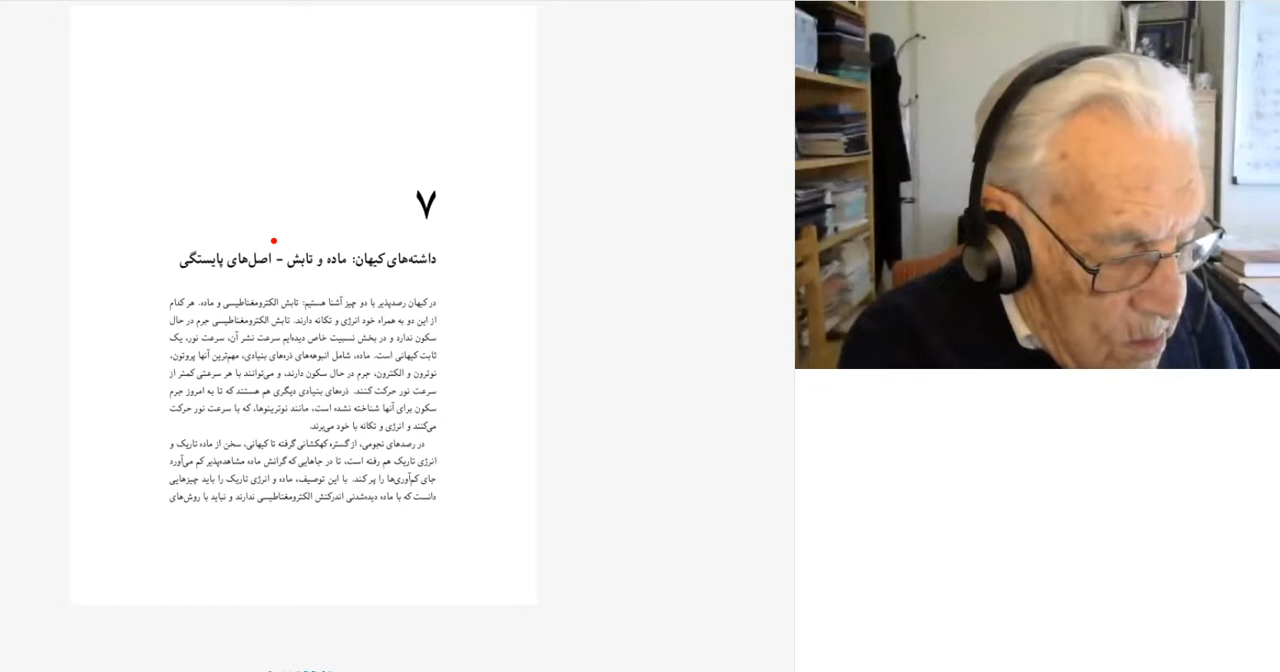 ۷
داشته‌های کیهان: ماده و تابش – اصل‌های پایستگی
در کیهان رصدپذیر با دو چیز آشنا هستیم: تابش الکترومغناطیسی و ماده. هر کدام
از این دو به همراه خود انرژی و تکانه دارند. تابش الکترومغناطیسی جرم در حال
سکون ندارد و در بخش نسبیت خاص دیده‌ایم سرعت نشر آن، سرعت نور، یک
ثابت کیهانی است. ماده، شامل انبوهه‌های ذره‌های بنیادی، مهم‌ترین آنها پروتون،
نوترون و الکترون، جرم در حال سکون دارند، و می‌توانند با هر سرعتی کمتر از
سرعت نور حرکت کنند. ذره‌های بنیادی دیگری هم هستند که تا به امروز جرم
سکون برای آنها شناخته نشده است، مانند نوترینوها، که با سرعت نور حرکت
می‌کنند و انرژی و تکانه با خود می‌برند.
در رصدهای نجومی، از گستره کهکشانی گرفته تا کیهانی، سخن از ماده تاریک و
انرژی تاریک هم رفته است، تا در جاهایی که گرانش ماده مشاهده‌پذیر کم می‌آورد
جای کم‌آوری‌ها را پر کند. با این توصیف، ماده و انرژی تاریک را باید چیزهایی
دانست که با ماده دیده‌شدنی اندرکنش الکترومغناطیسی ندارند و نباید با روش‌های